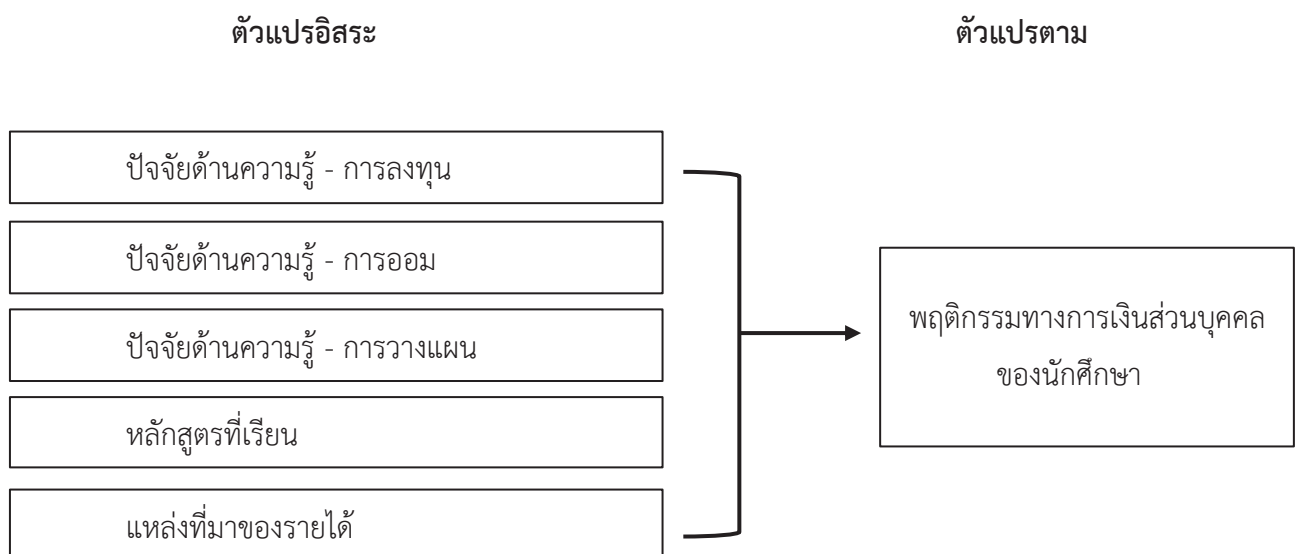 ตัวแปรอิสระ
ตัวแปรตาม
ปัจจัยด้านความรู้ - การลงทุน
ปัจจัยด้านความรู้ - การออม
ปัจจัยด้านความรู้ - การวางแผน
หลักสูตรที่เรียน
แหล่งที่มาของรายได้
พฤติกรรมทางการเงินส่วนบุคคล
ของนักศึกษา